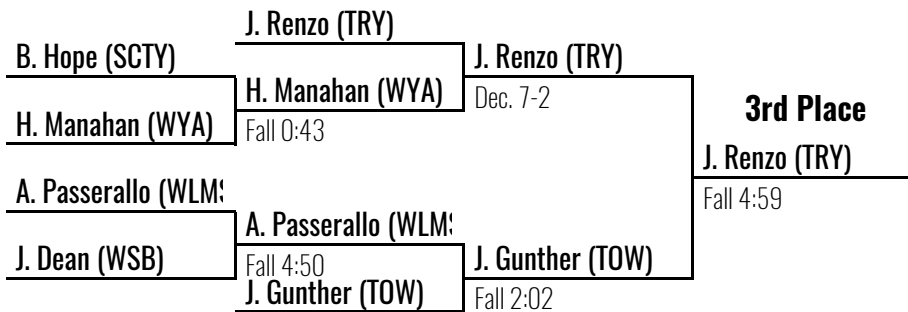 J. Renzo (TRY)
B. Hope (SCTY)
J. Renzo (TRY)
H. Manahan (WYA)
Dec. 7-2
3rd Place
H. Manahan (WYA)
Fall 0:43
J. Renzo (TRY)
A. Passerallo (WLMS
Fall 4:59
A. Passerallo (WLMS
J. Dean (WSB)
Fall 4:50
J. Gunther (TOW)
J. Gunther (TOW)
Fall 2:02